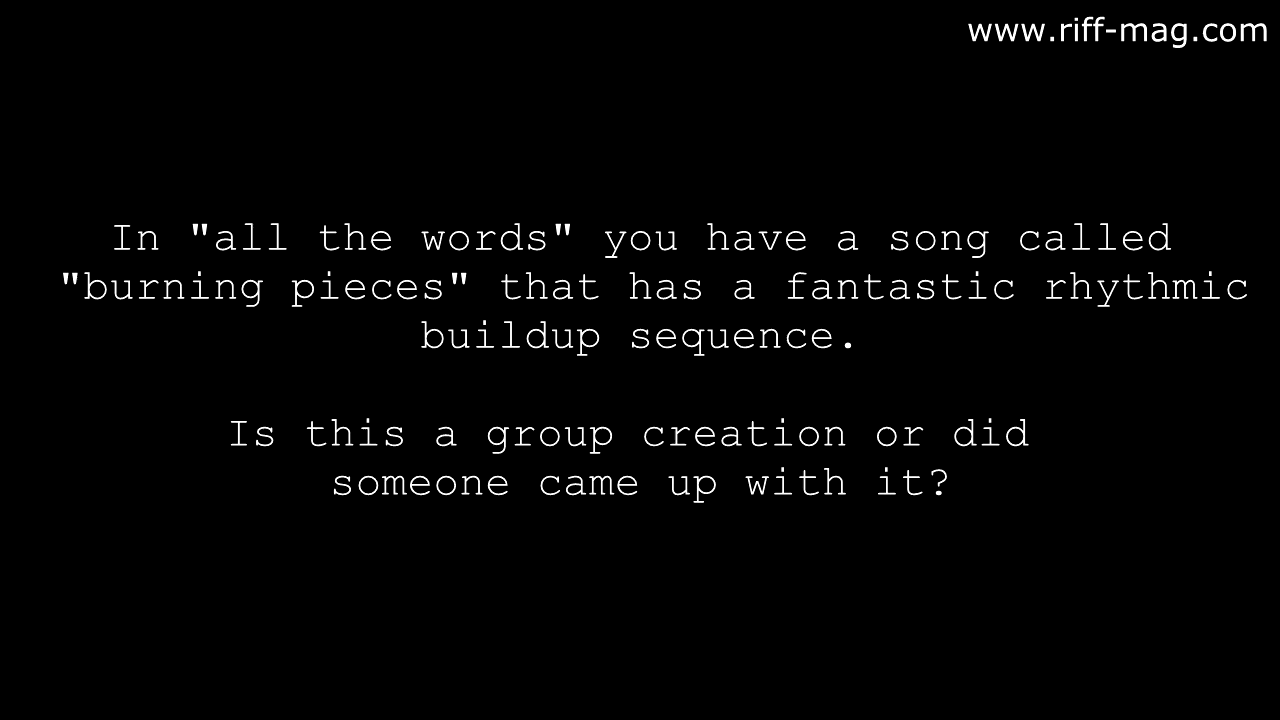 www.riff-mag.com
In "all the words" you have a song called
"burning pieces" that has a fantastic rhythmic
buildup sequence.
Is this a group creation or did
someone came up with it?